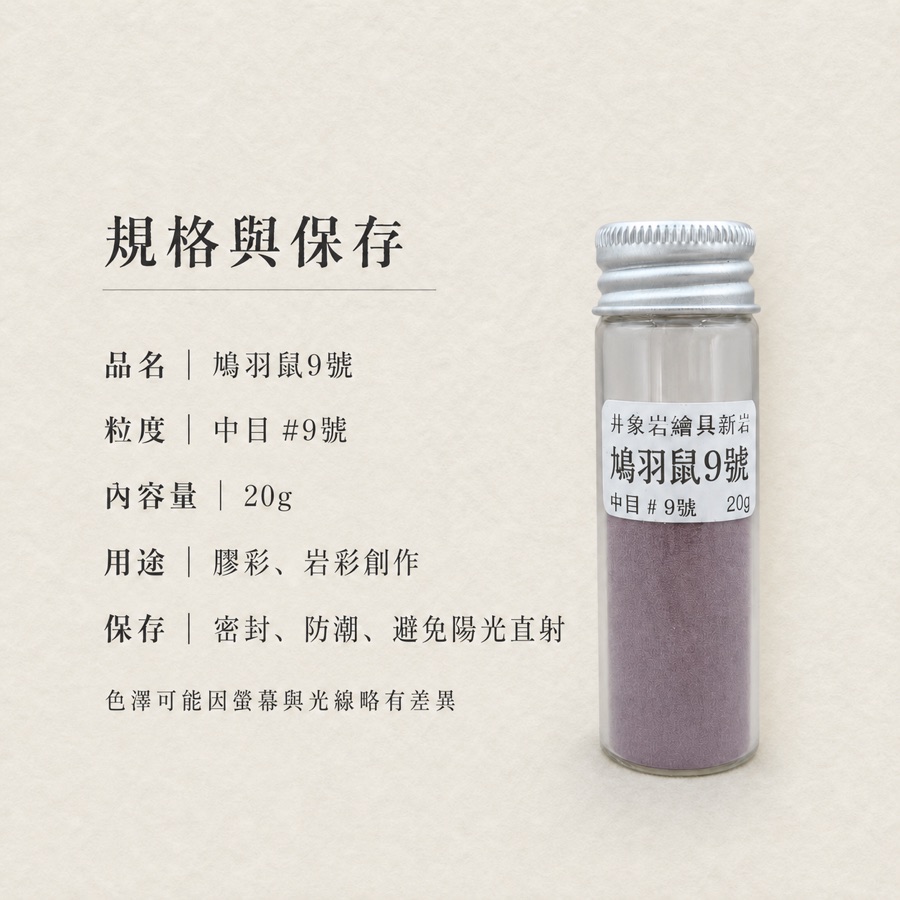 規格與保存
品名｜鳩羽鼠9號
粒度｜中目 #9號
內容量｜20g
用途｜膠彩、岩彩創作
保存｜密封、防潮、避免陽光直射
色澤可能因螢幕與光線略有差異
井象岩繪具新岩
鳩羽鼠9號
中目 # 9號 20g